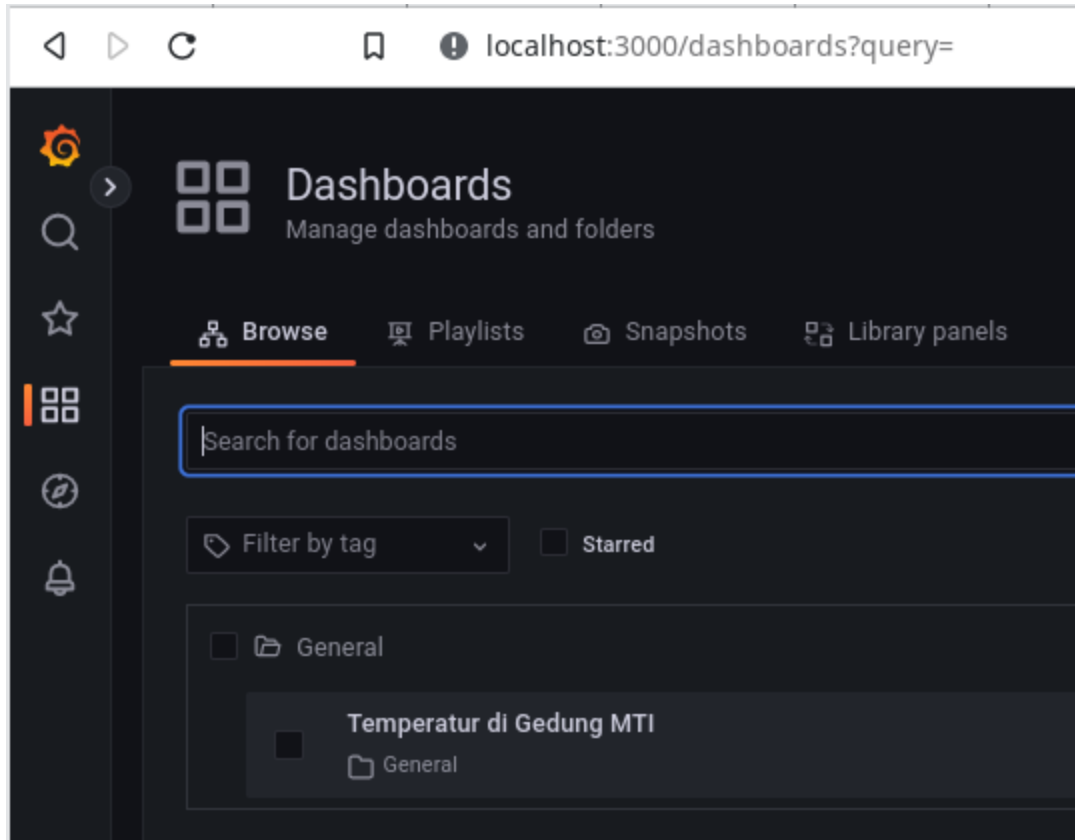 localhost:3000/dashboards?query=
Dashboards
Manage dashboards and folders
Browse Playlists Snapshots Library panels
Search for dashboards
Filter by tag Starred
General
Temperatur di Gedung MTI
General